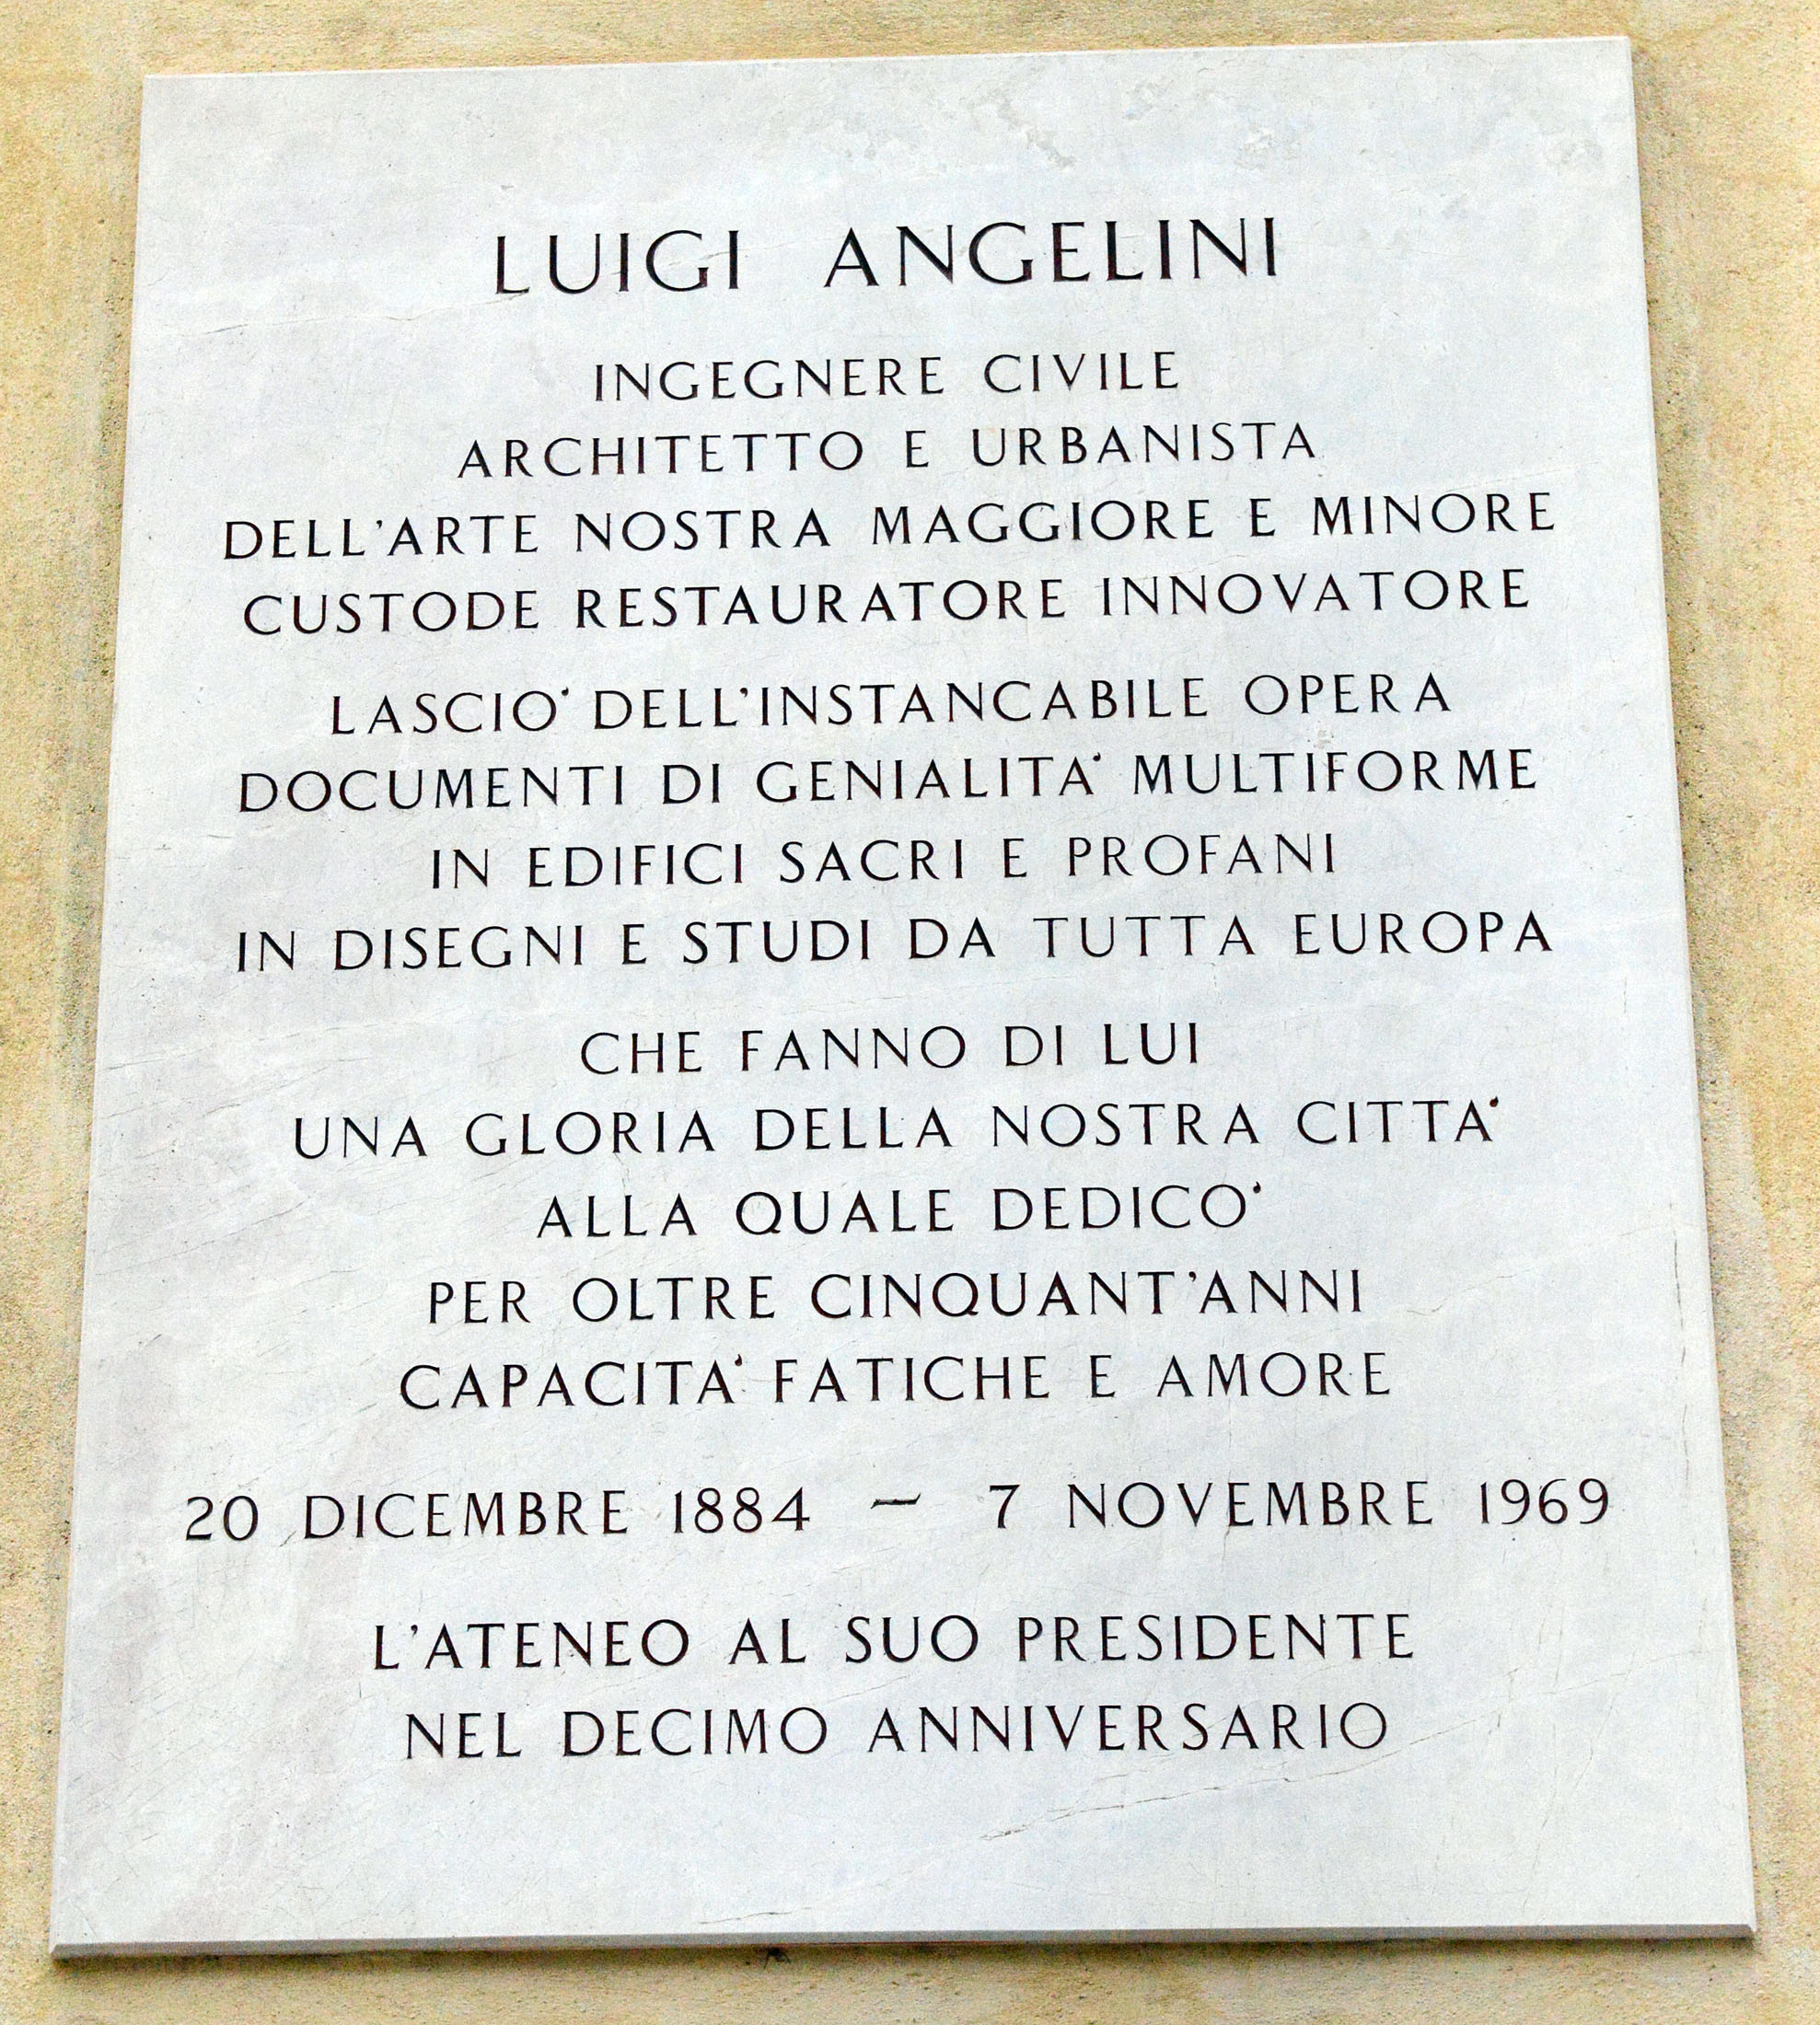 LUIGI ANGELINI
INGEGNERE CIVILE
ARCHITETTO E URBANISTA
DELL'ARTE NOSTRA MAGGIORE E MINORE
CUSTODE RESTAURATORE INNOVATORE
LASCIO' DELL'INSTANCABILE OPERA
DOCUMENTI DI GENIALITA' MULTIFORME
IN EDIFICI SACRI E PROFANI
IN DISEGNI E STUDI DA TUTTA EUROPA
CHE FANNO DI LUI
UNA GLORIA DELLA NOSTRA CITTA'
ALLA QUALE DEDICO'
PER OLTRE CINQUANT'ANNI
CAPACITA' FATICHE E AMORE
20 DICEMBRE 1884 – 7 NOVEMBRE 1969
L'ATENEO AL SUO PRESIDENTE
NEL DECIMO ANNIVERSARIO